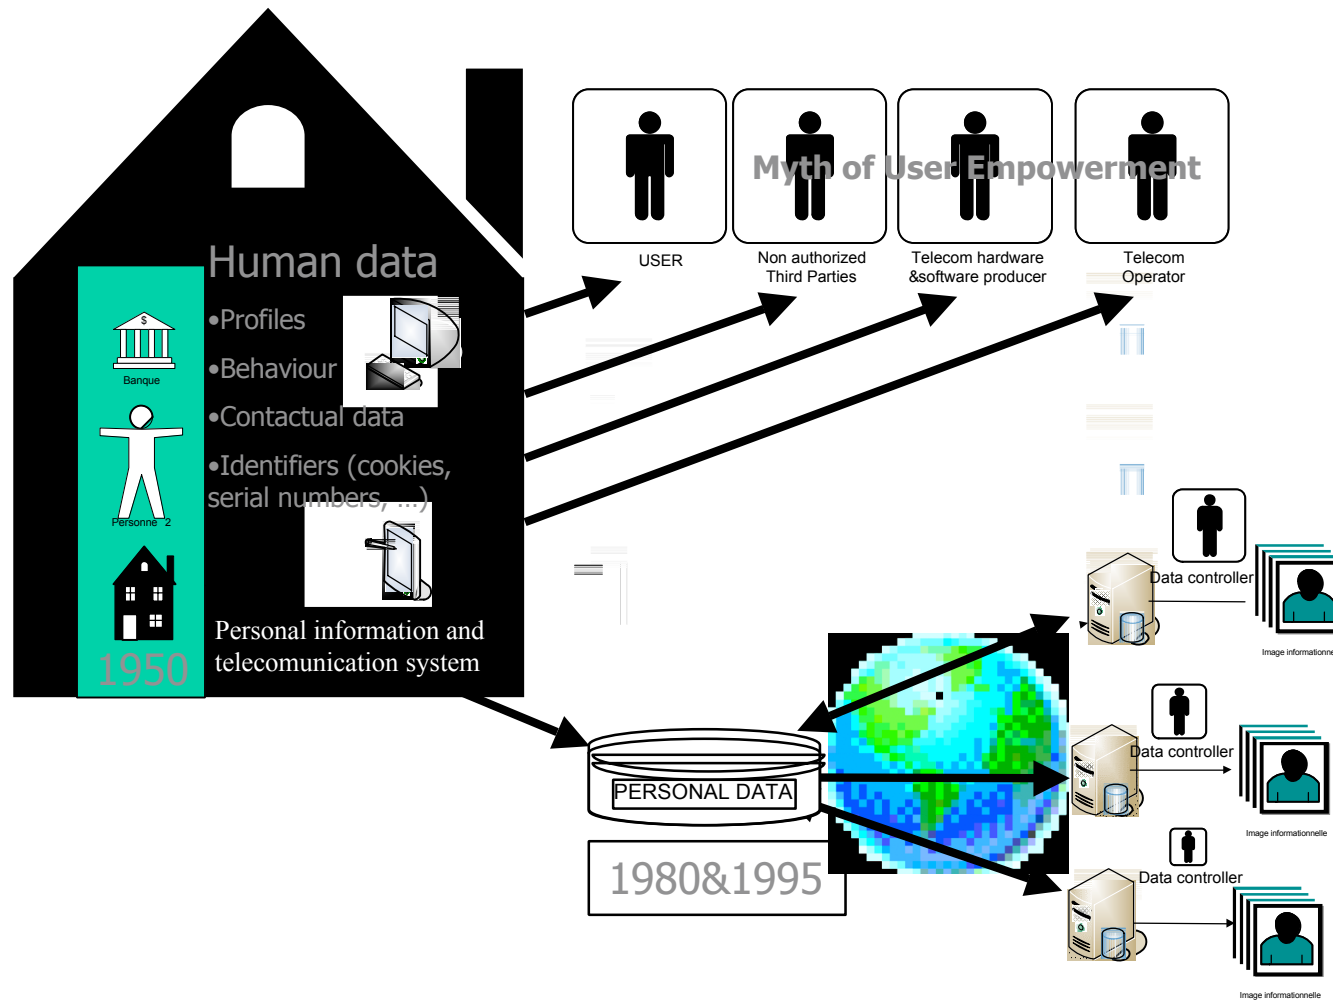 Myth of User Empowerment
USER
Non authorized
Third Parties
Telecom hardware
&software producer
Telecom
Operator
Human data
•Profiles
•Behaviour
•Contactual data
•Identifiers (cookies,
serial numbers, ...)
$
Banque
Personne 2
1950
Personal information and
telecomunication system
PERSONAL DATA
1980&1995
Data controller
Image informationne
Data controller
Image informationnelle
Data controller
Image informationnelle